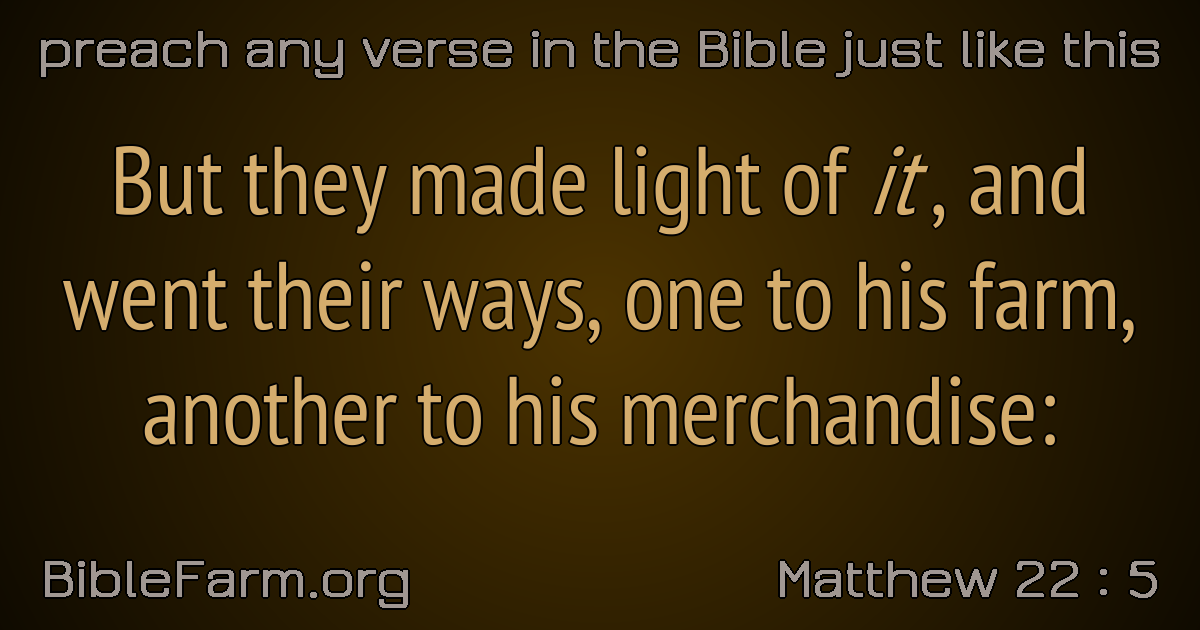 preach any verse in the Bible just like this
But they made light of it, and
went their ways, one to his farm,
another to his merchandise:
BibleFarm.org
Matthew 22 : 5